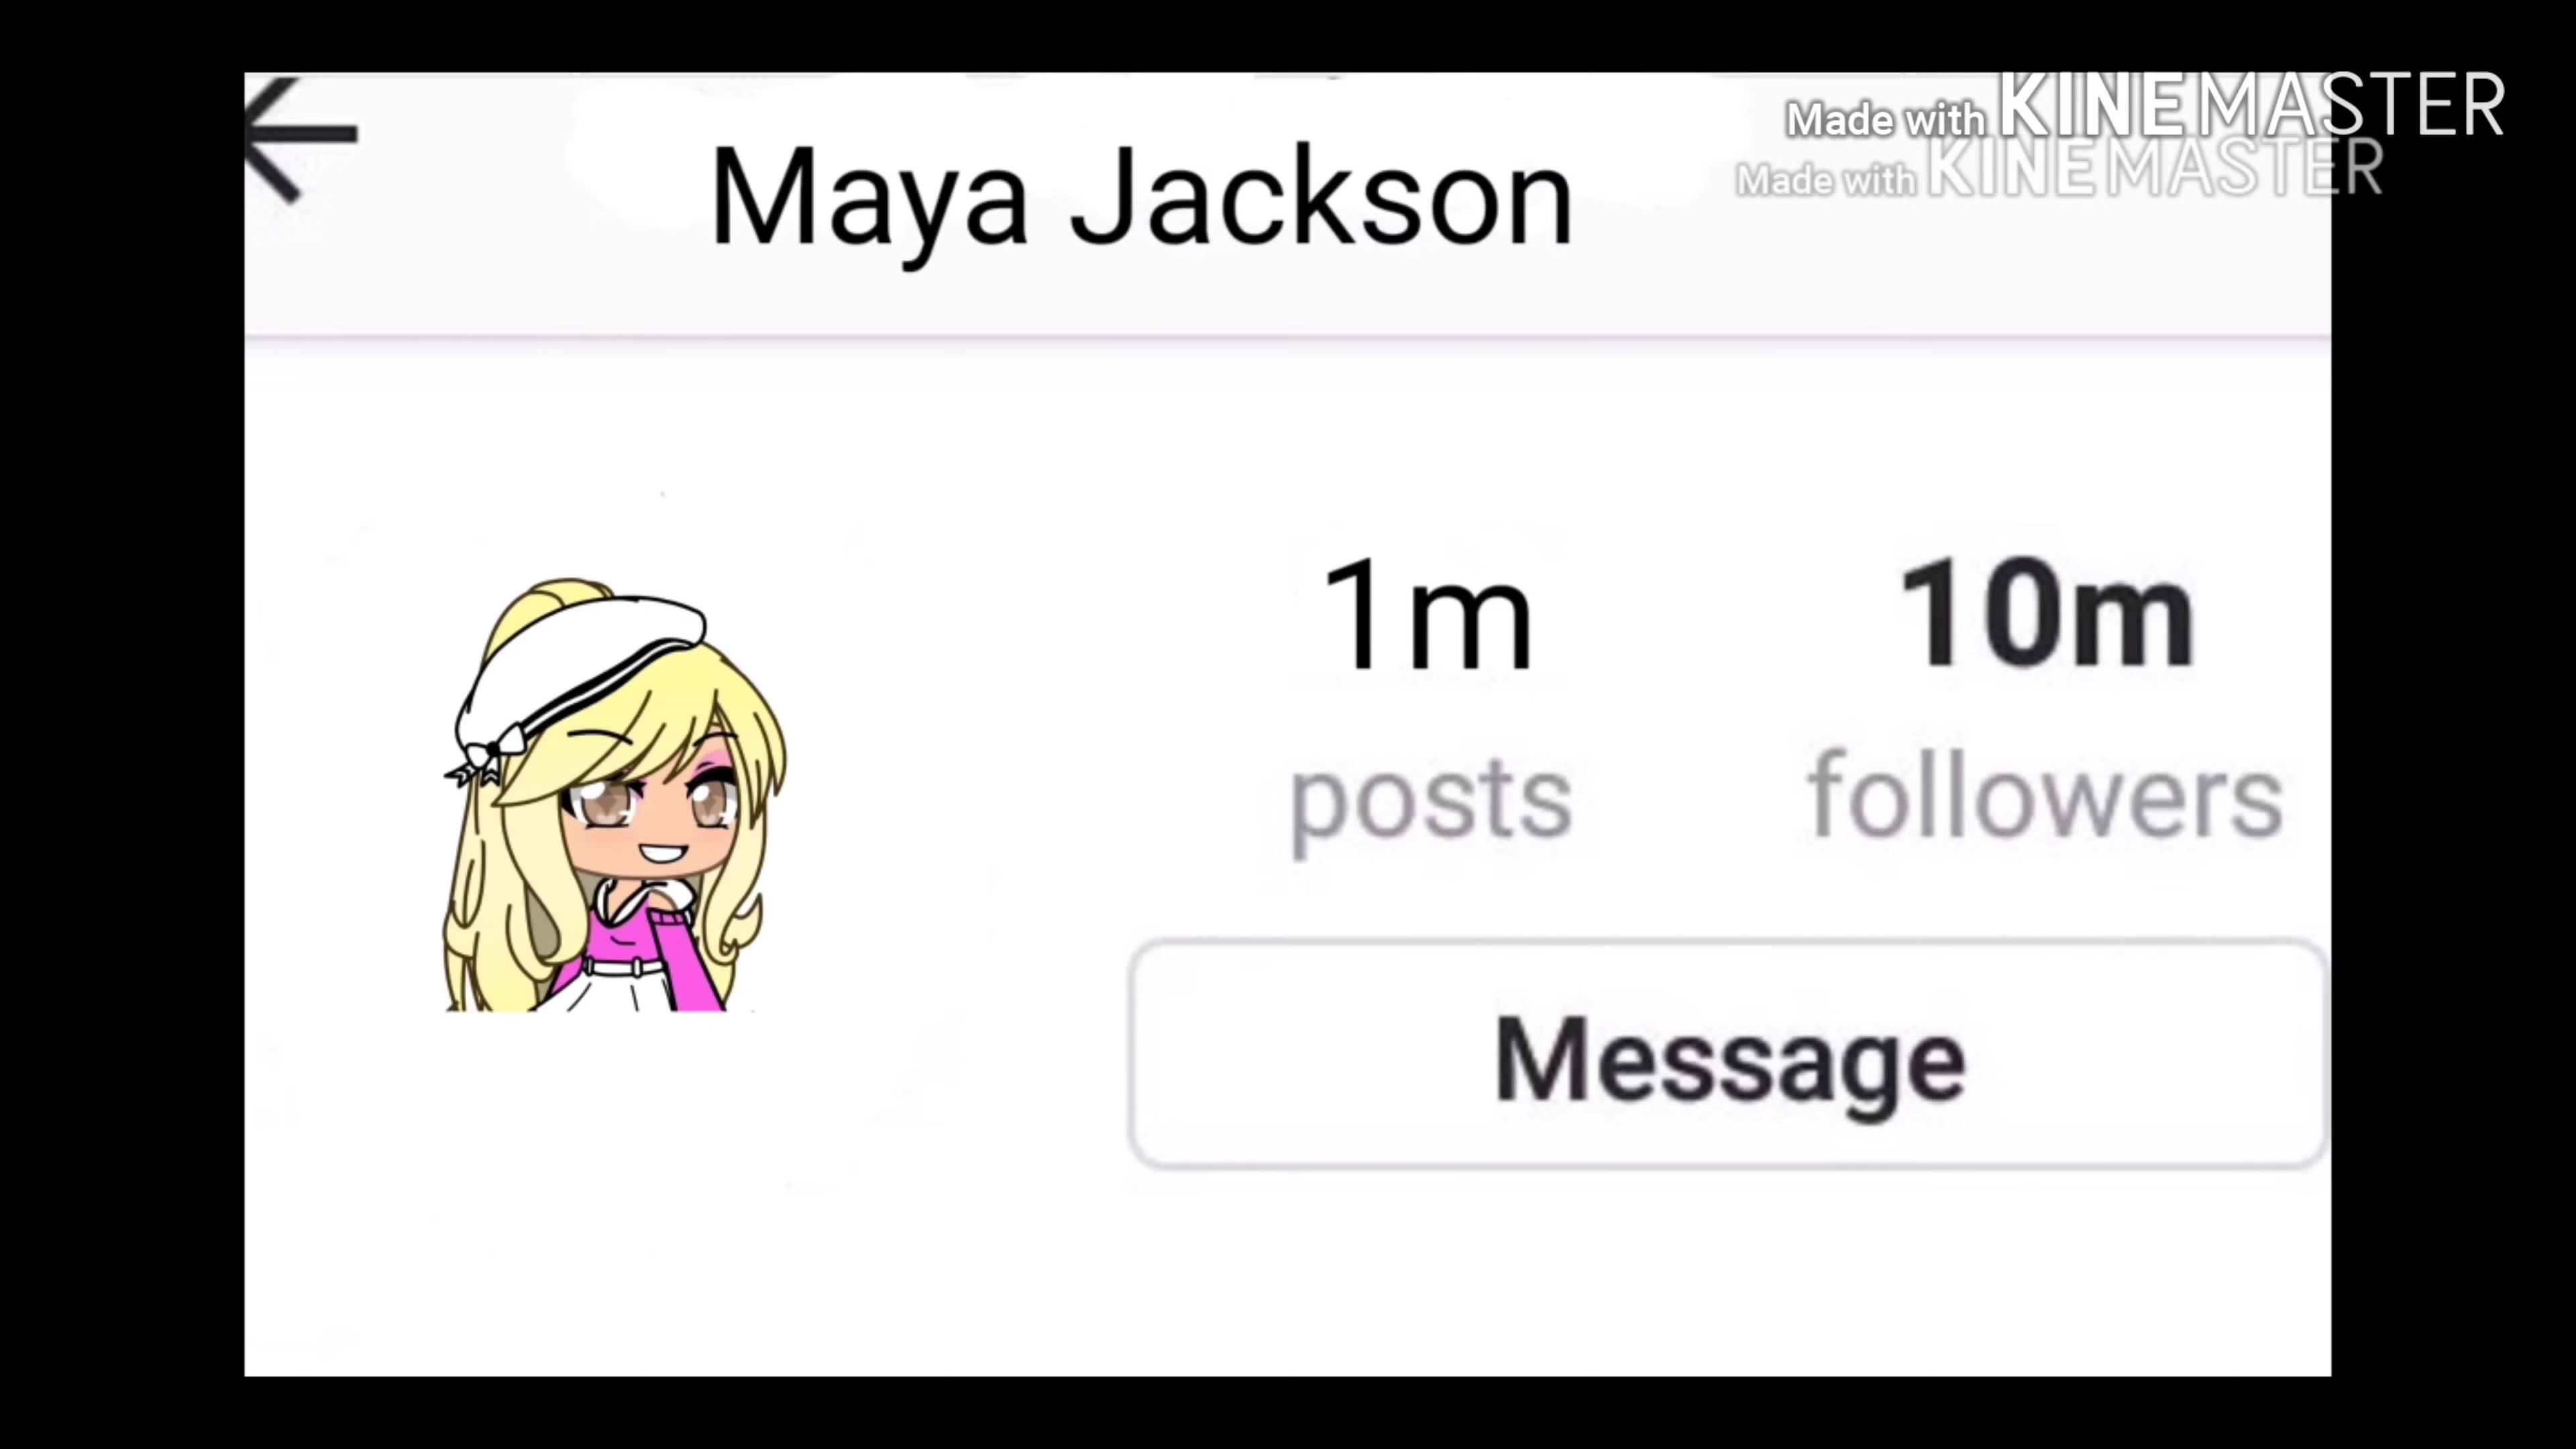 Made with KINEMASTER
Made with KINEMASTER
Maya Jackson
1m
10m
posts
followers
Message